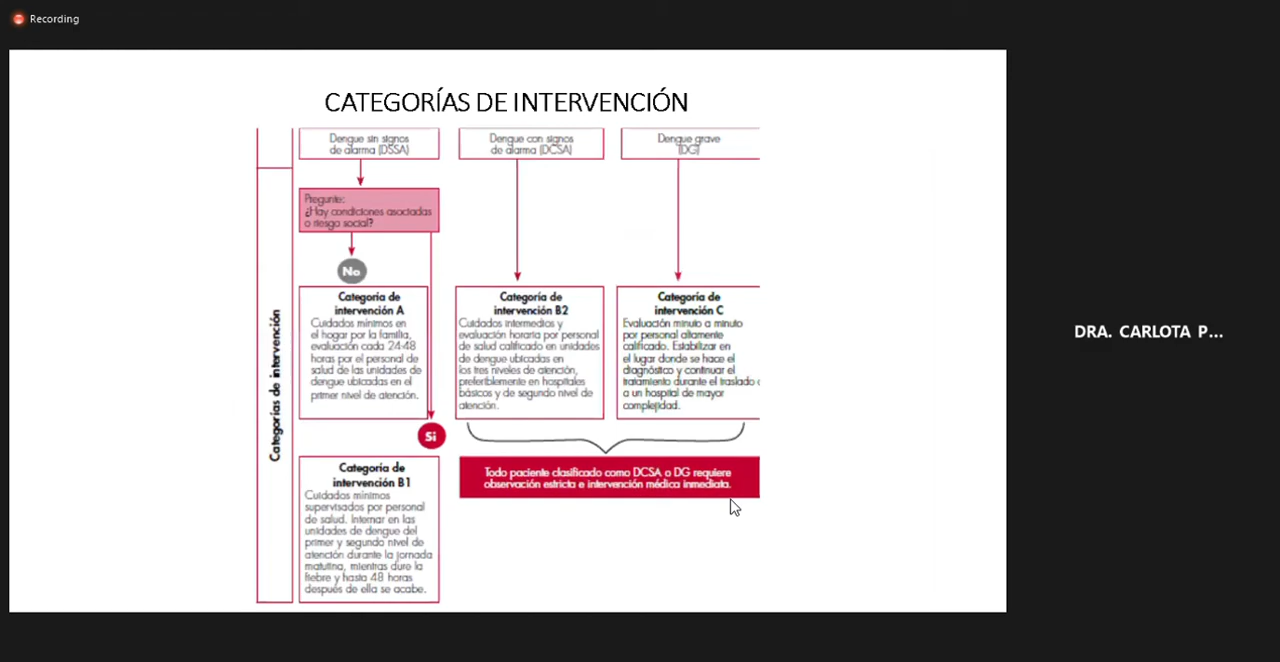 Recording
CATEGORÍAS DE INTERVENCIÓN
Dengue sin signos
de alarma (DSSA)
Dengue con signos
de alarma (DCSA)
Dengue grave
(DG)
Pregunte:
¿Hay condiciones asociadas
o riesgo social?
No
Categorías de intervención
Categoría de
intervención A
Cuidados mínimos en
el hogar por la familia,
evaluación cada 24-48
horas por el personal de
salud de las unidades de
dengue ubicadas en el
primer nivel de atención.
Categoría de
intervención B2
Cuidados intermedios y
evaluación horaria por personal
de salud calificado en unidades
de dengue ubicadas en
los tres niveles de atención,
preferiblemente en hospitales
básicos y de segundo nivel de
atención.
Categoría de
intervención C
Evaluación minuto a minuto
por personal altamente
calificado. Estabilizar en
el lugar donde se hace el
diagnóstico y continuar el
tratamiento durante el traslado
a un hospital de mayor
complejidad.
Sí
Categoría de
intervención B1
Cuidados mínimos
supervisados por personal
de salud. Internar en las
unidades de dengue del
primer y segundo nivel de
atención durante la jornada
matutina, mientras dure la
fiebre y hasta 48 horas
después de ella se acabe.
Todo paciente clasificado como DCSA o DG requiere
observación estricta e intervención médica inmediata.
DRA. CARLOTA P...